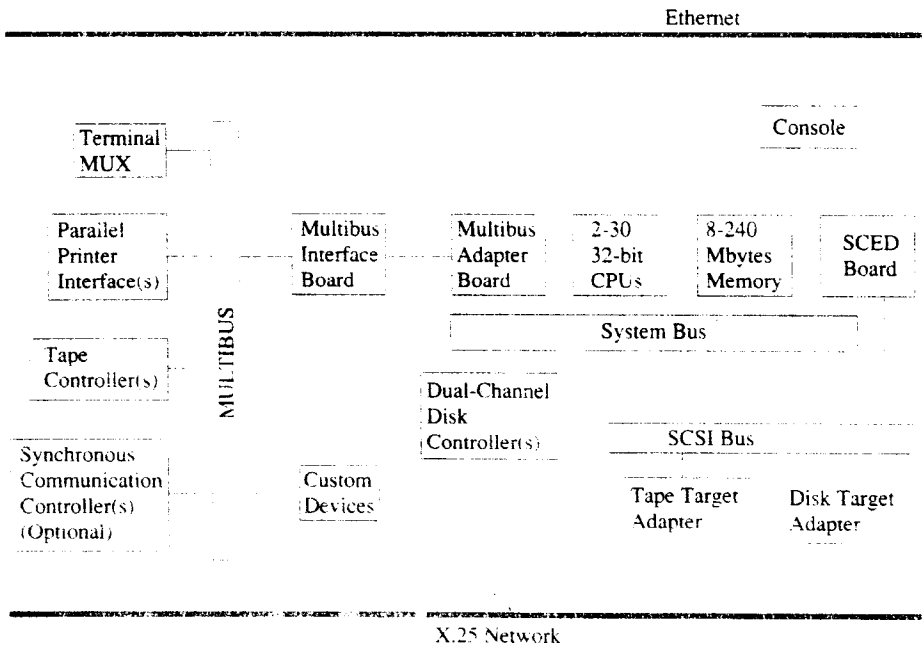 Ethernet
Console
Terminal
MUX
Parallel
Printer
Interface(s)
Multibus
Interface
Board
Multibus
Adapter
Board
2-30
32-bit
CPUs
8-240
Mbytes
Memory
SCED
Board
MULTIBUS
System Bus
Tape
Controller(s)
Dual-Channel
Disk
Controller(s)
SCSI Bus
Synchronous
Communication
Controller(s)
(Optional)
Custom
Devices
Tape Target
Adapter
Disk Target
Adapter
X.25 Network